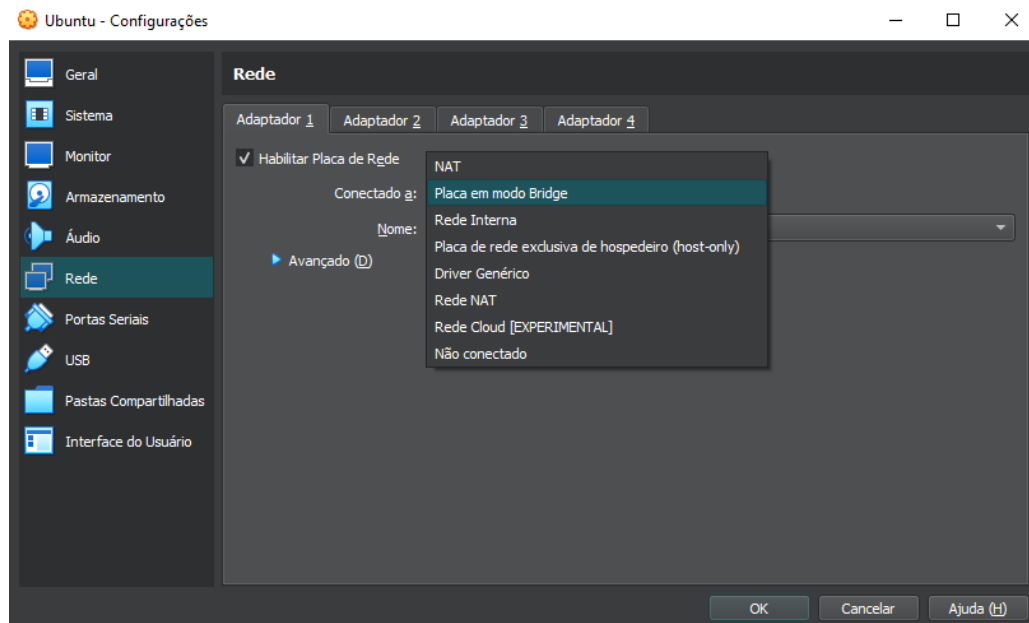 Ubuntu - Configurações
Geral
Sistema
Monitor
Armazenamento
Áudio
Rede
Portas Seriais
USB
Pastas Compartilhadas
Interface do Usuário
Rede
Adaptador 1 Adaptador 2 Adaptador 3 Adaptador 4
Habilitar Placa de Rede
Conectado a:
Nome:
Avançado (D)
NAT
Placa em modo Bridge
Rede Interna
Placa de rede exclusiva de hospedeiro (host-only)
Driver Genérico
Rede NAT
Rede Cloud [EXPERIMENTAL]
Não conectado
OK Cancelar Ajuda (H)